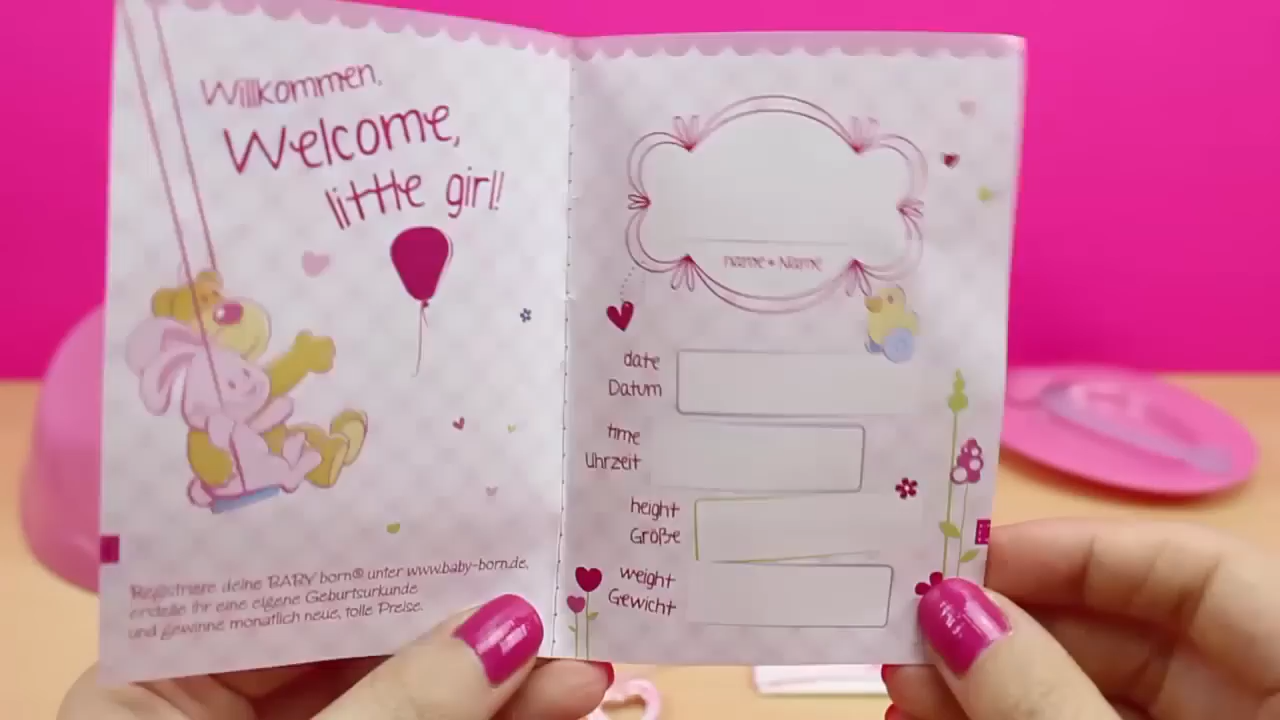 Willkommen,
Welcome,
little girl!
Registriere deine BABY born® unter www.baby-born.de,
erstelle ihr eine eigene Geburtsurkunde
und gewinne monatlich neue, tolle Preise.
name • Name
date
Datum
time
Uhrzeit
height
Größe
weight
Gewicht